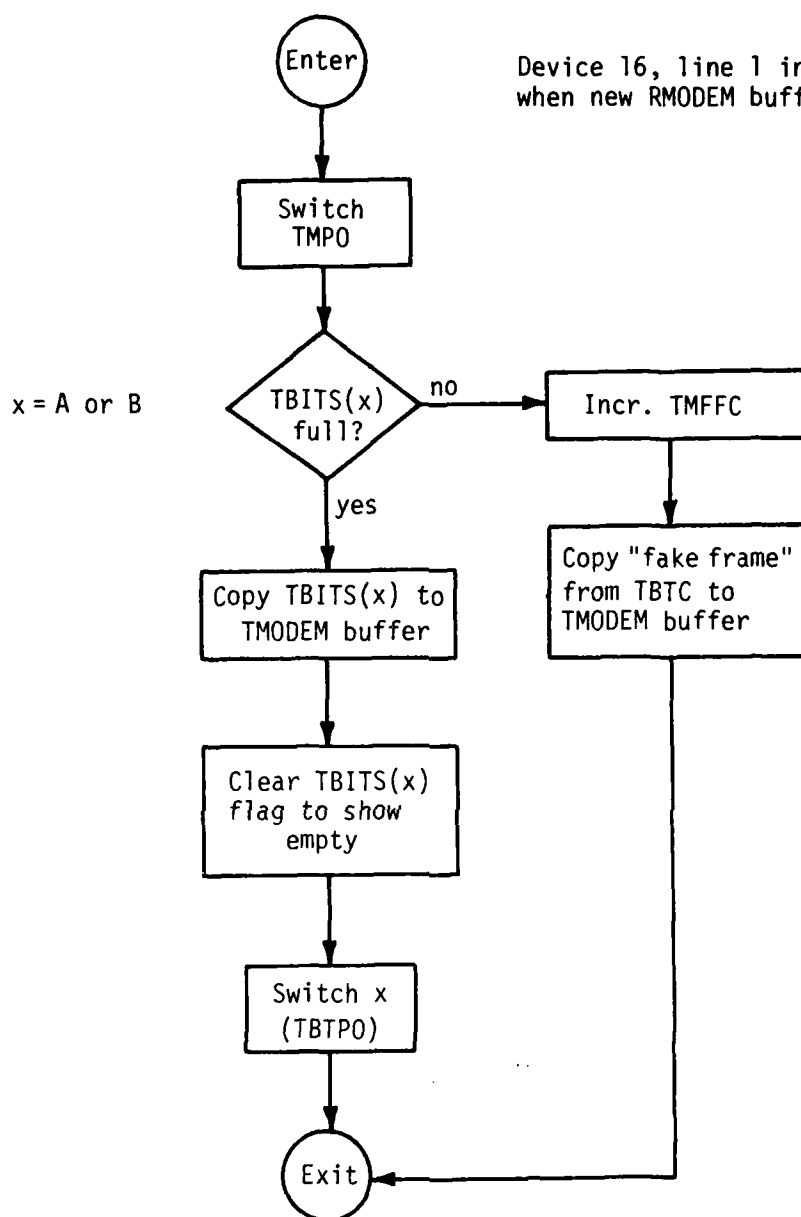 Enter
Device 16, line 1 in
when new RMODEM buff
Switch
TMPO
x = A or B
TBITS(x)
full?
no
Incr. TMFFC
yes
Copy "fake frame"
from TBTC to
TMODEM buffer
Copy TBITS(x) to
TMODEM buffer
Clear TBITS(x)
flag to show
empty
Switch x
(TBTPO)
Exit